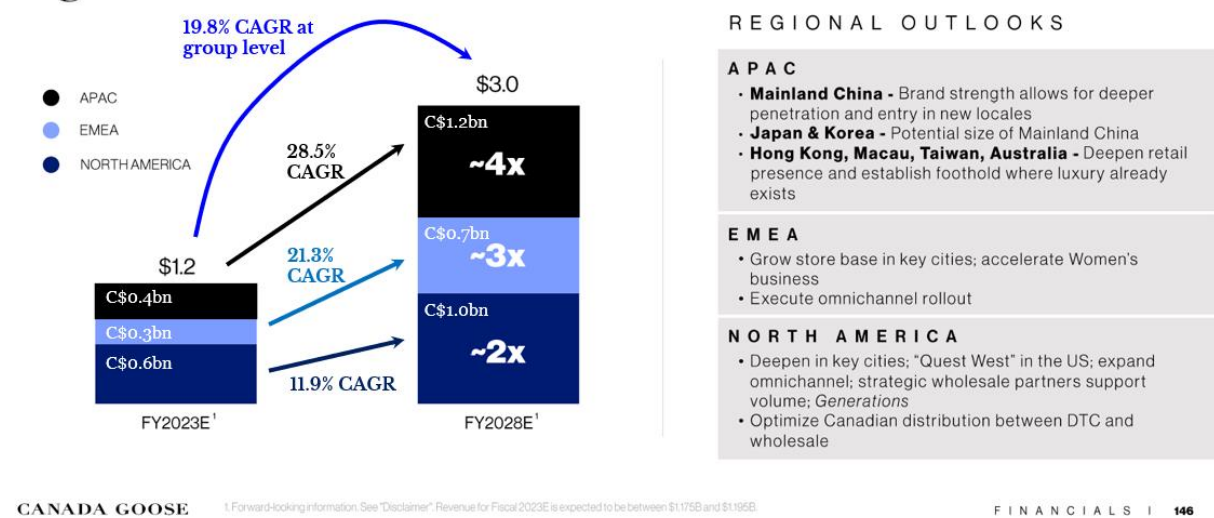 19.8% CAGR at
group level
APAC
EMEA
NORTH AMERICA
$3.0
C$1.2bn
~4x
28.5%
CAGR
C$0.7bn
~3x
21.3%
CAGR
$1.2
C$0.4bn
C$0.3bn
C$0.6bn
C$1.0bn
~2x
11.9% CAGR
FY2023E¹
FY2028E¹
REGIONAL OUTLOOKS
APAC
• Mainland China - Brand strength allows for deeper
penetration and entry in new locales
• Japan & Korea - Potential size of Mainland China
• Hong Kong, Macau, Taiwan, Australia - Deepen retail
presence and establish foothold where luxury already
exists
EMEA
• Grow store base in key cities; accelerate Women's
business
• Execute omnichannel rollout
NORTH AMERICA
• Deepen in key cities; "Quest West" in the US; expand
omnichannel; strategic wholesale partners support
volume; Generations
• Optimize Canadian distribution between DTC and
wholesale
CANADA GOOSE
1. Forward-looking information. See "Disclaimer". Revenue for Fiscal 2023E is expected to be between $1.175B and $1.195B.
FINANCIALS | 146